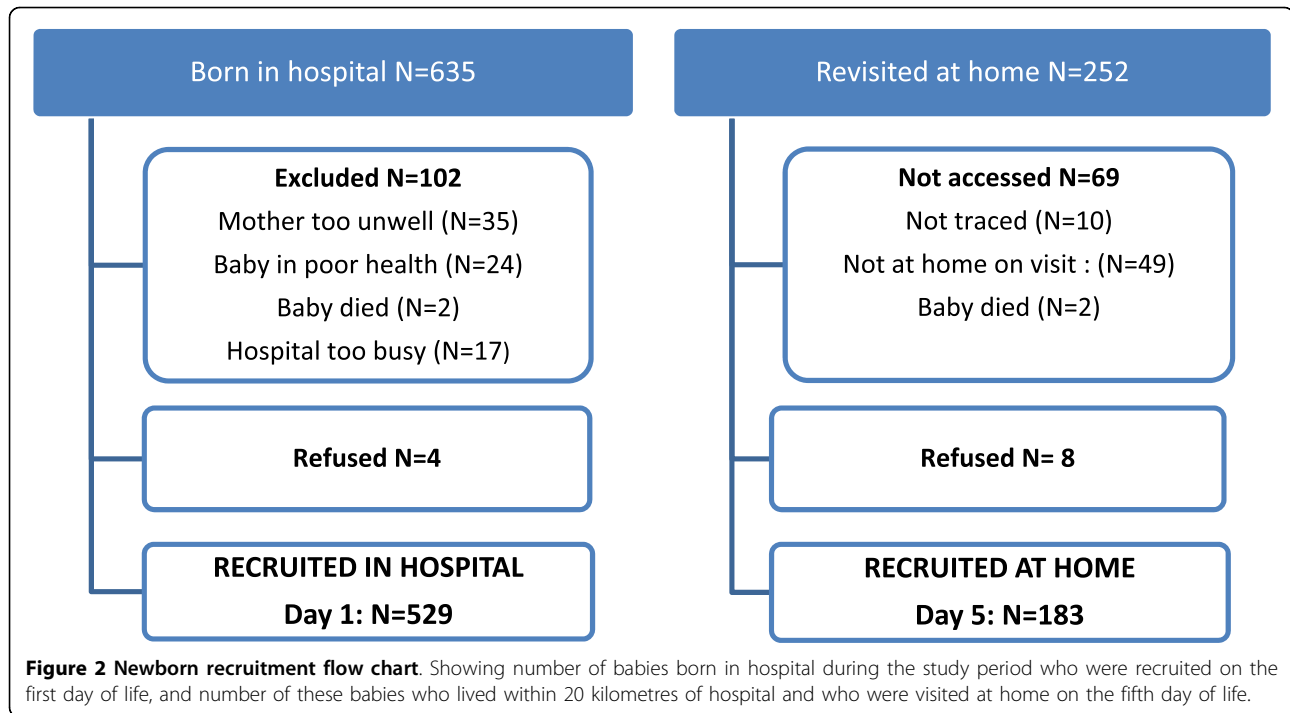 Born in hospital N=635
Excluded N=102
Mother too unwell (N=35)
Baby in poor health (N=24)
Baby died (N=2)
Hospital too busy (N=17)
Refused N=4
RECRUITED IN HOSPITAL
Day 1: N=529
Revisited at home N=252
Not accessed N=69
Not traced (N=10)
Not at home on visit : (N=49)
Baby died (N=2)
Refused N= 8
RECRUITED AT HOME
Day 5: N=183
Figure 2 Newborn recruitment flow chart. Showing number of babies born in hospital during the study period who were recruited on the
first day of life, and number of these babies who lived within 20 kilometres of hospital and who were visited at home on the fifth day of life.